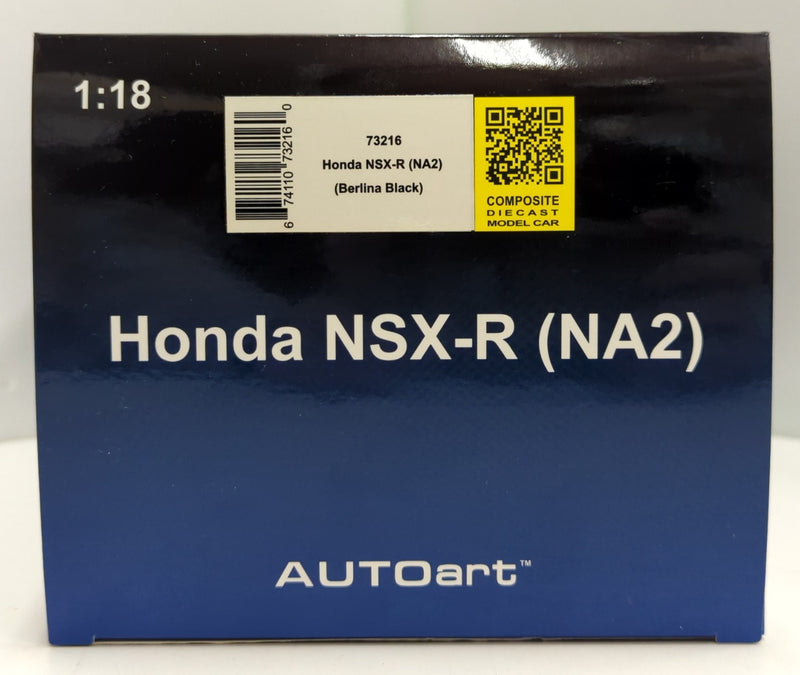 1:18
6 74110 73216 0
73216
Honda NSX-R (NA2)
(Berlina Black)
COMPOSITE
DIECAST
MODEL CAR
Honda NSX-R (NA2)
AUTOart™